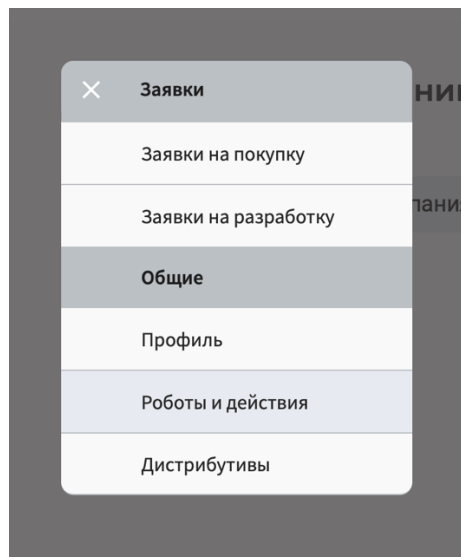 Заявки
Заявки на покупку
Заявки на разработку
Общие
Профиль
Роботы и действия
Дистрибутивы